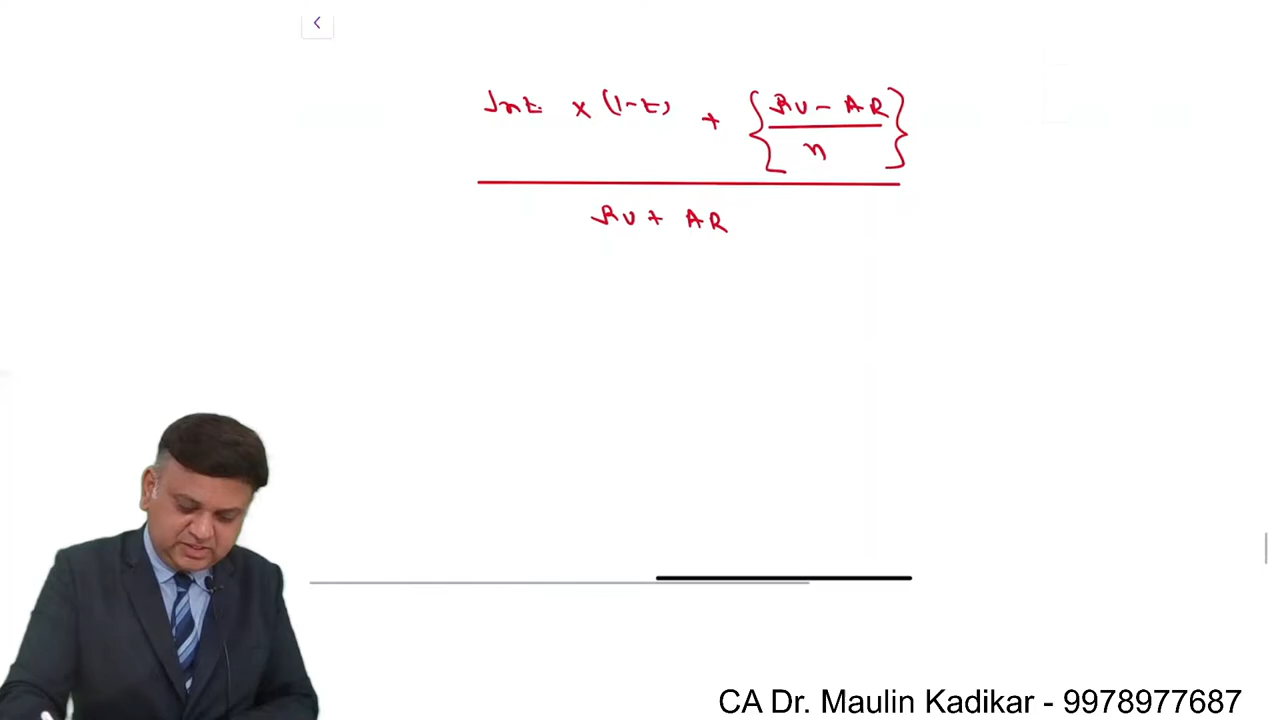 Int. × (1-t) + { RV - AR
n }
RV + AR
CA Dr. Maulin Kadikar - 9978977687